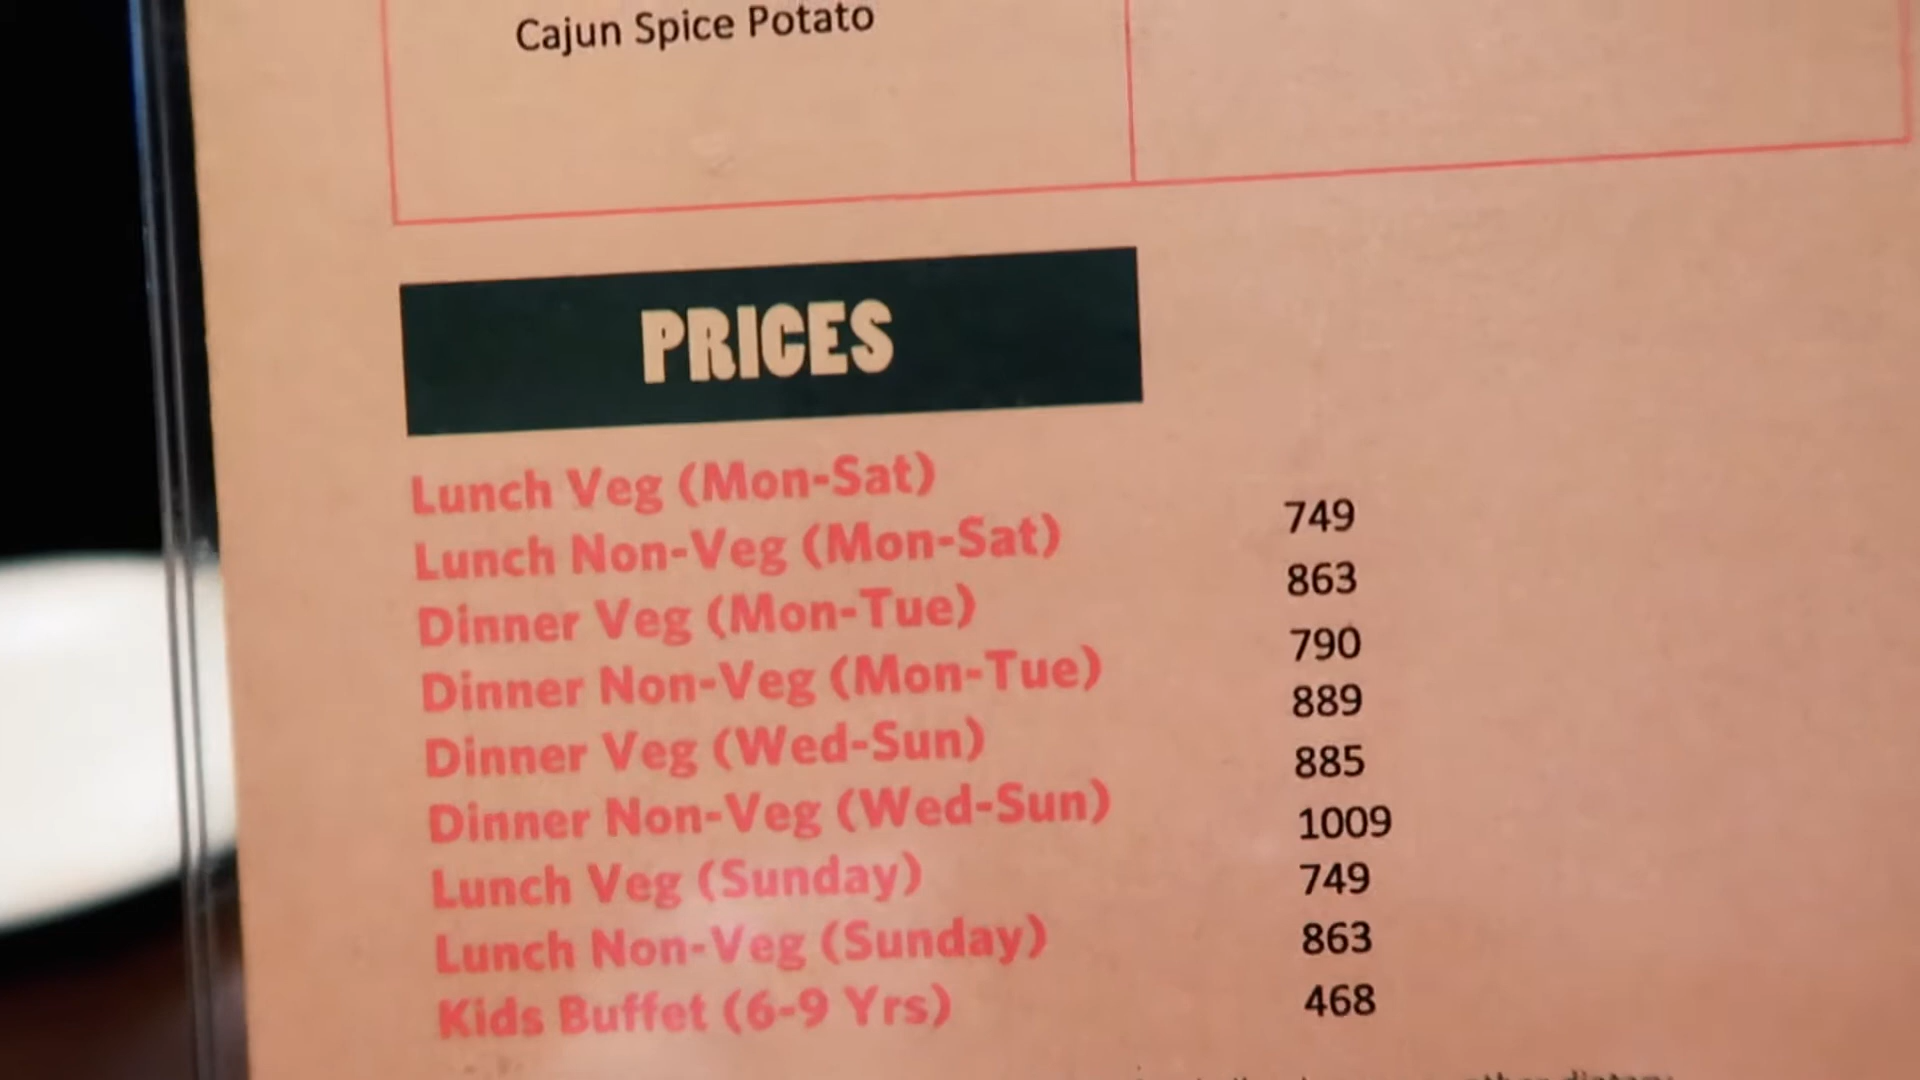 Cajun Spice Potato
PRICES
Lunch Veg (Mon-Sat) 749
Lunch Non-Veg (Mon-Sat) 863
Dinner Veg (Mon-Tue) 790
Dinner Non-Veg (Mon-Tue) 889
Dinner Veg (Wed-Sun) 885
Dinner Non-Veg (Wed-Sun) 1009
Lunch Veg (Sunday) 749
Lunch Non-Veg (Sunday) 863
Kids Buffet (6-9 Yrs) 468